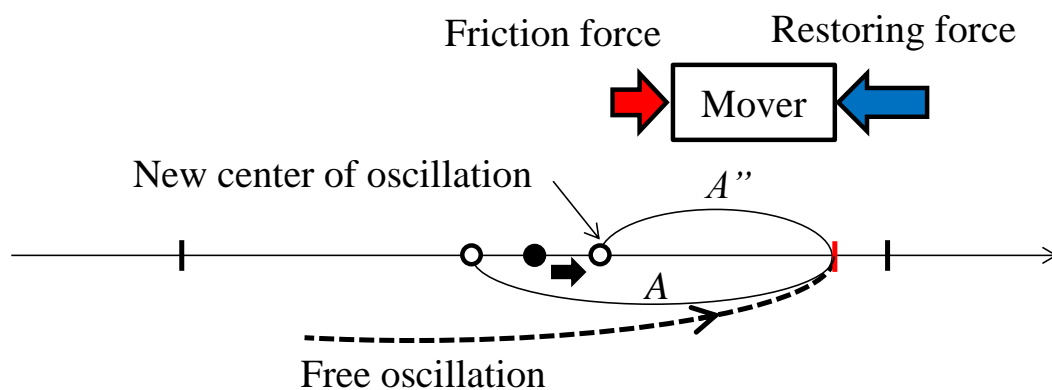 Friction force
Restoring force
Mover
New center of oscillation
A”
A
Free oscillation